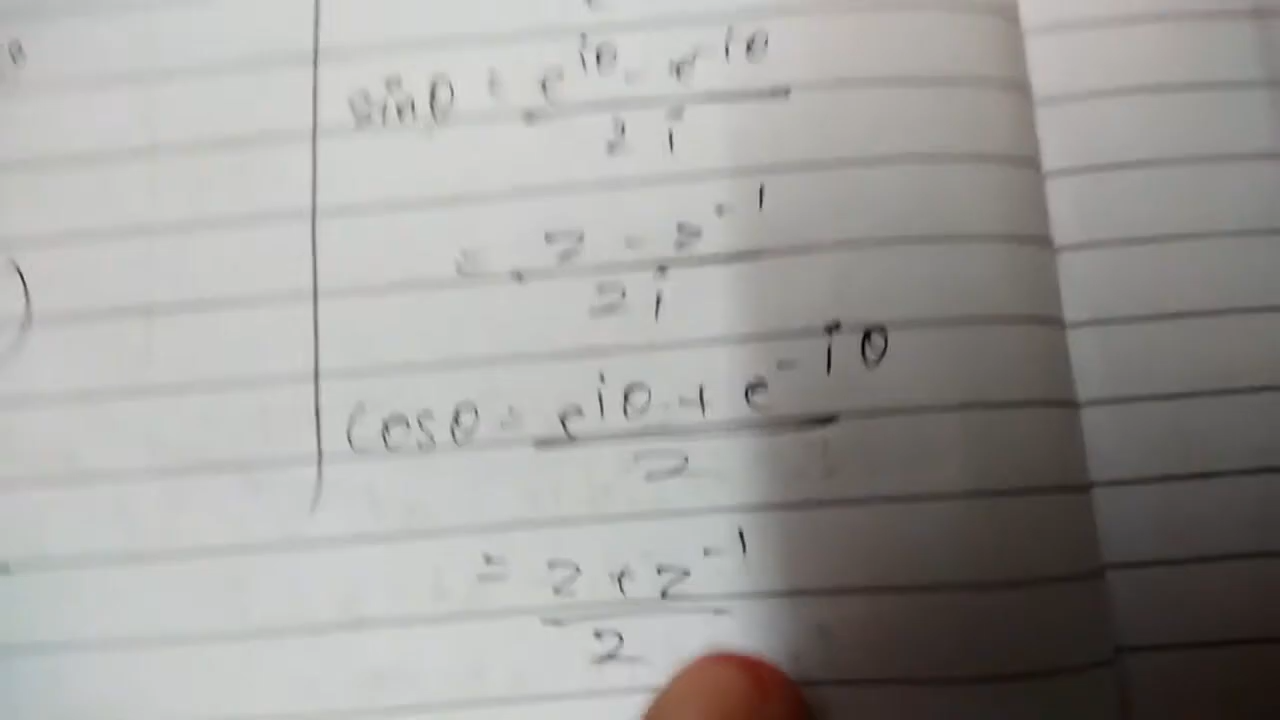 sinθ = e^{iθ} - e^{-iθ} / 2i
= z - z^{-1} / 2i
)
cosθ = e^{iθ} + e^{-iθ} / 2
= z + z^{-1} / 2